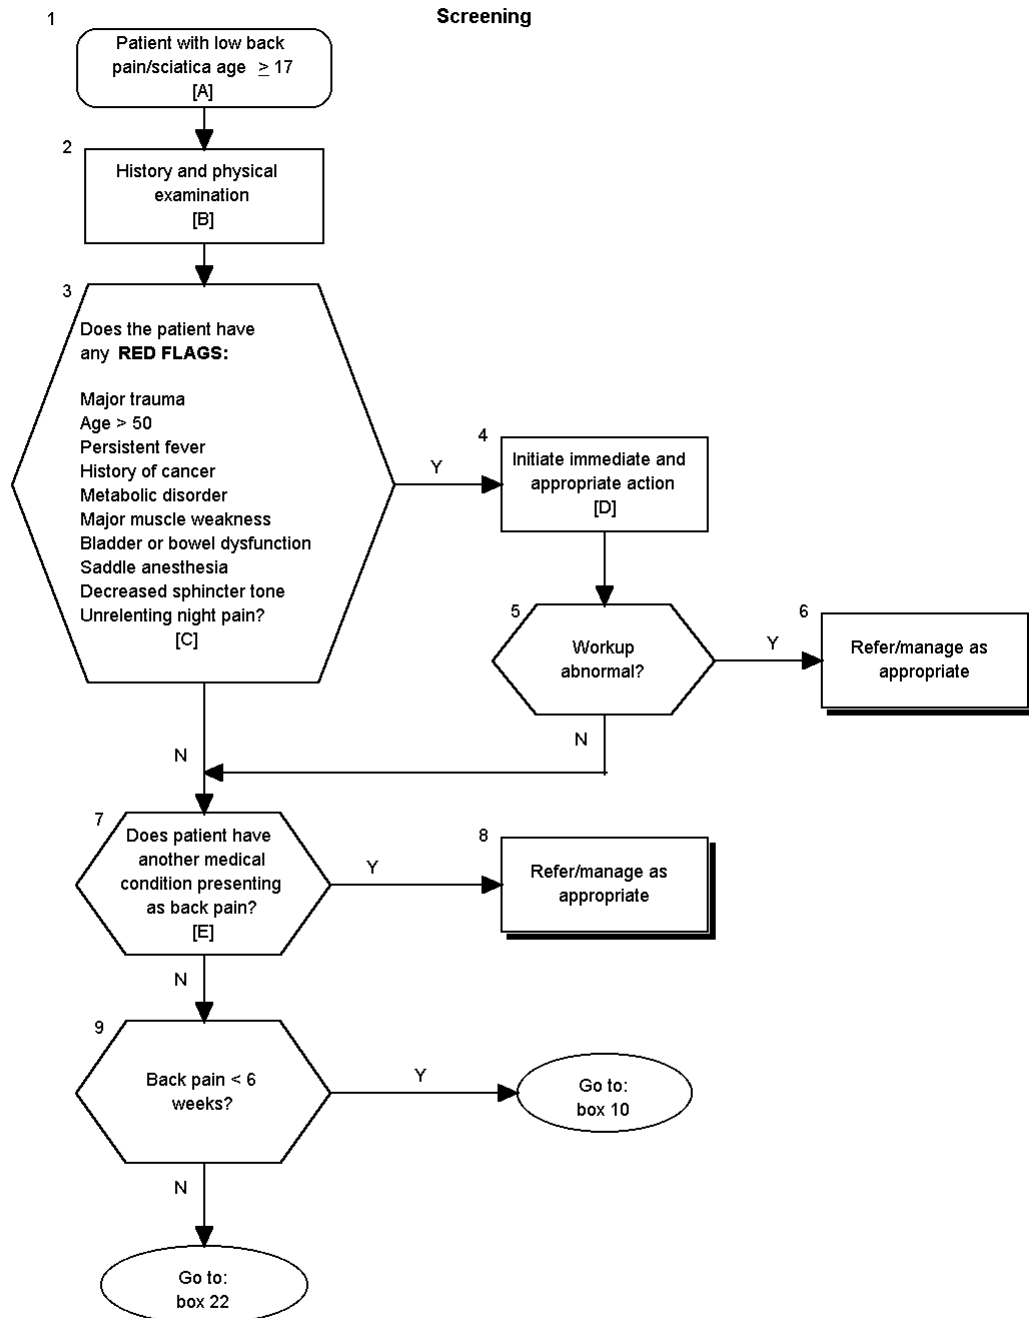 Screening
1
Patient with low back
pain/sciatica age ≥ 17
[A]
2
History and physical
examination
[B]
3
Does the patient have
any RED FLAGS:
Major trauma
Age > 50
Persistent fever
History of cancer
Metabolic disorder
Major muscle weakness
Bladder or bowel dysfunction
Saddle anesthesia
Decreased sphincter tone
Unrelenting night pain?
[C]
Y
4
Initiate immediate and
appropriate action
[D]
5
Workup
abnormal?
Y
6
Refer/manage as
appropriate
N
N
7
Does patient have
another medical
condition presenting
as back pain?
[E]
Y
8
Refer/manage as
appropriate
N
9
Back pain < 6
weeks?
Y
Go to:
box 10
N
Go to:
box 22